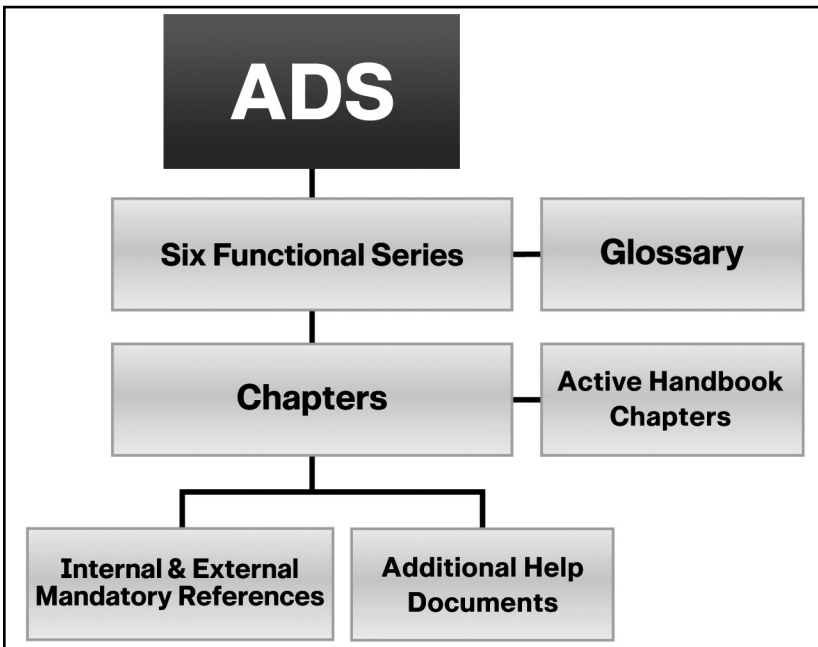 ADS
Six Functional Series
Glossary
Chapters
Active Handbook
Chapters
Internal & External
Mandatory References
Additional Help
Documents